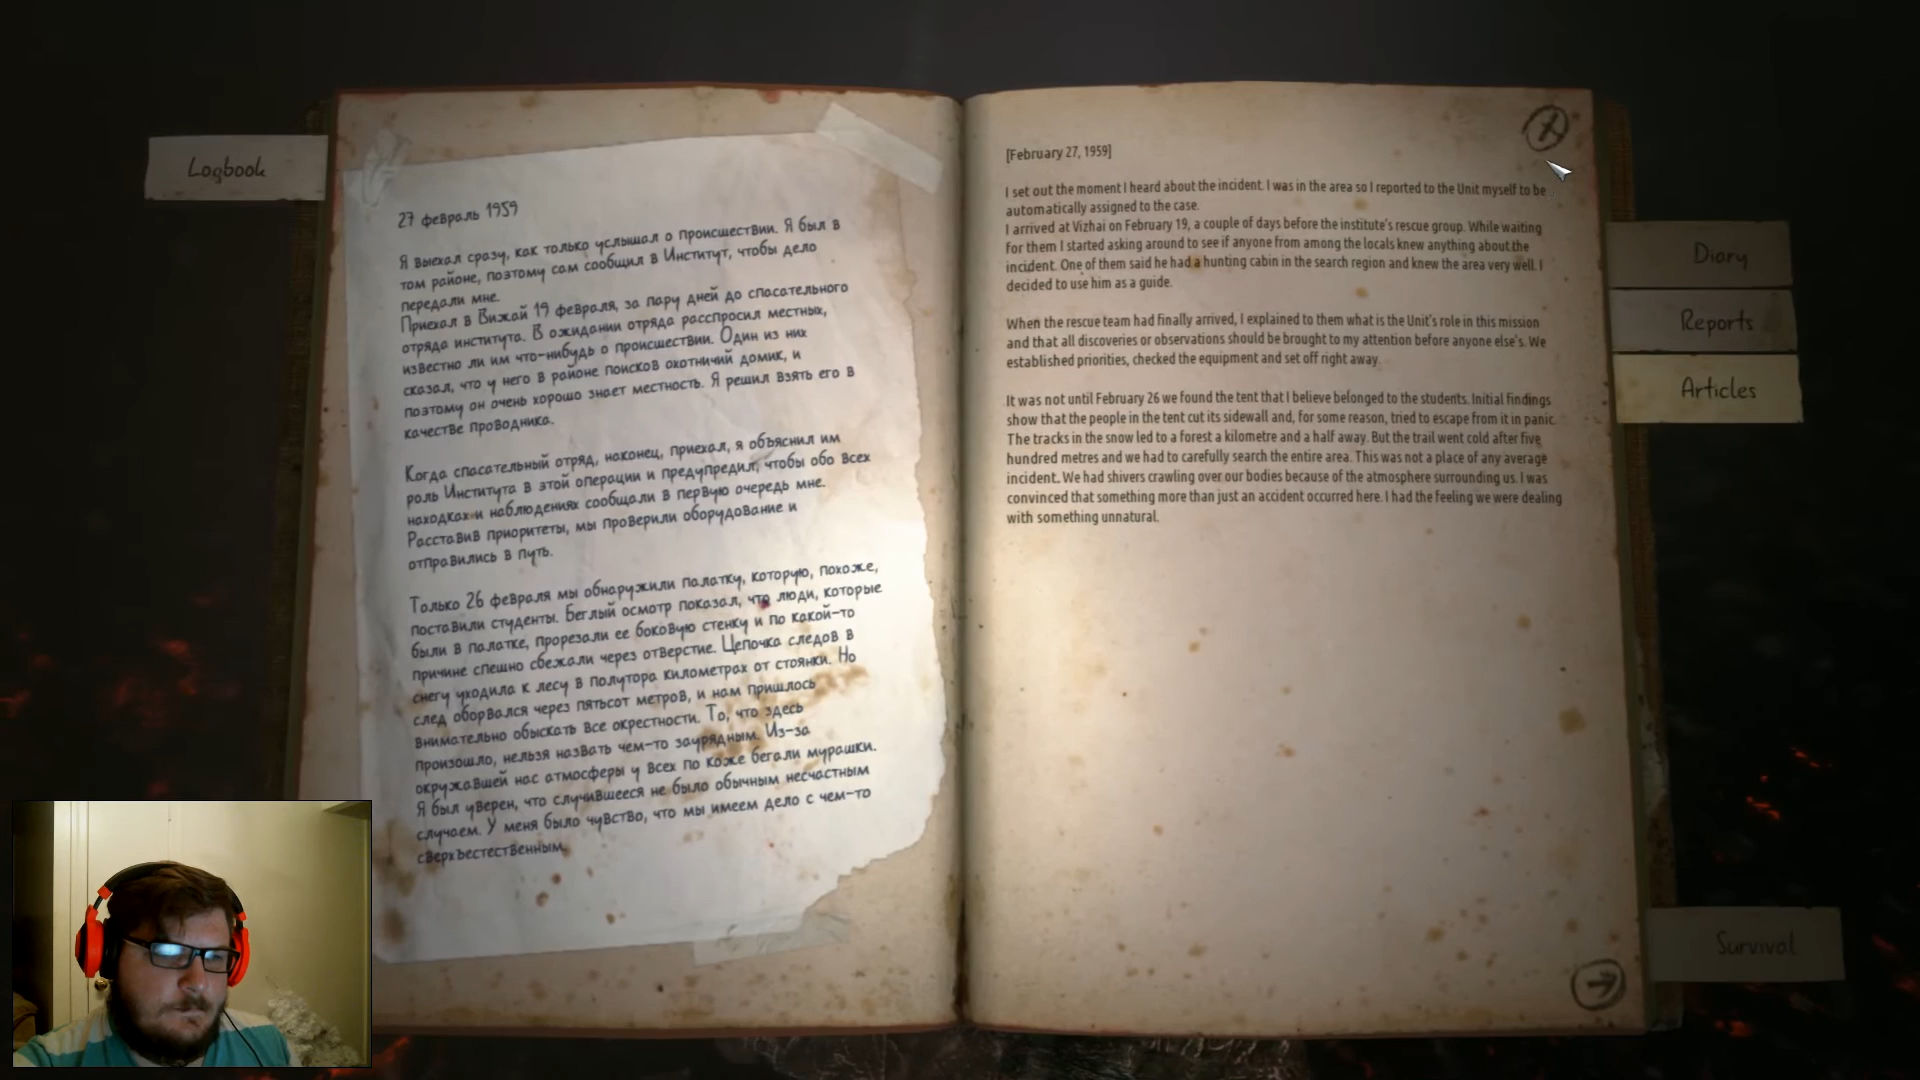 Logbook
27 февраль 1959
Я выехал сразу, как только услышал о происшествии. Я был в
том районе, поэтому сам сообщил в Институт, чтобы дело
передали мне.
Приехал в Вижай 19 февраля, за пару дней до спасательного
отряда института. В ожидании отряда расспросил местных,
известно ли им что-нибудь о происшествии. Один из них
сказал, что у него в районе поисков охотничий домик, и
поэтому он очень хорошо знает местность. Я решил взять его в
качестве проводника.
Когда спасательный отряд, наконец, приехал, я объяснил им
роль Института в этой операции и предупредил, чтобы обо всех
находках и наблюдениях сообщали в первую очередь мне.
Расставив приоритеты, мы проверили оборудование и
отправились в путь.
Только 26 февраля мы обнаружили палатку, которую, похоже,
поставили студенты. Беглый осмотр показал, что люди, которые
были в палатке, прорезали ее боковую стенку и по какой-то
причине спешно сбежали через отверстие. Цепочка следов в
снегу уходила к лесу в полутора километрах от стоянки. Но
след оборвался через пятьсот метров, и нам пришлось
внимательно обыскать все окрестности. То, что здесь
произошло, нельзя назвать чем-то заурядным. Из-за
окружавшей нас атмосферы у всех по коже бегали мурашки.
Я был уверен, что случившееся не было обычным несчастным
случаем. У меня было чувство, что мы имеем дело с чем-то
сверхъестественным.
[February 27, 1959]
I set out the moment I heard about the incident. I was in the area so I reported to the Unit myself to be
automatically assigned to the case.
I arrived at Vizhai on February 19, a couple of days before the institute's rescue group. While waiting
for them I started asking around to see if anyone from among the locals knew anything about the
incident. One of them said he had a hunting cabin in the search region and knew the area very well. I
decided to use him as a guide.
When the rescue team had finally arrived, I explained to them what is the Unit's role in this mission
and that all discoveries or observations should be brought to my attention before anyone else's. We
established priorities, checked the equipment and set off right away.
It was not until February 26 we found the tent that I believe belonged to the students. Initial findings
show that the people in the tent cut its sidewall and, for some reason, tried to escape from it in panic.
The tracks in the snow led to a forest a kilometre and a half away. But the trail went cold after five
hundred metres and we had to carefully search the entire area. This was not a place of any average
incident. We had shivers crawling over our bodies because of the atmosphere surrounding us. I was
convinced that something more than just an accident occurred here. I had the feeling we were dealing
with something unnatural.
Diary
Reports
Articles
Survival